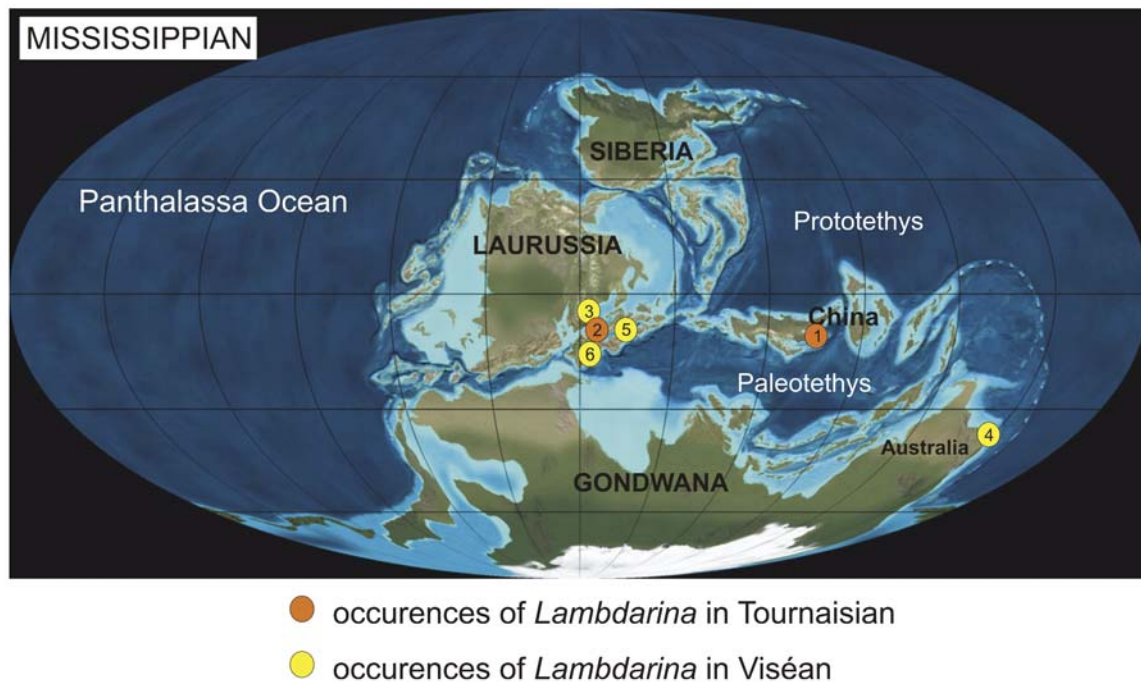 MISSISSIPPIAN
SIBERIA
Panthalassa Ocean
Prototethys
LAURUSSIA
China
3
2
5
1
6
Paleotethys
4
Australia
GONDWANA
occurences of Lambdarina in Tournaisian
occurences of Lambdarina in Viséan